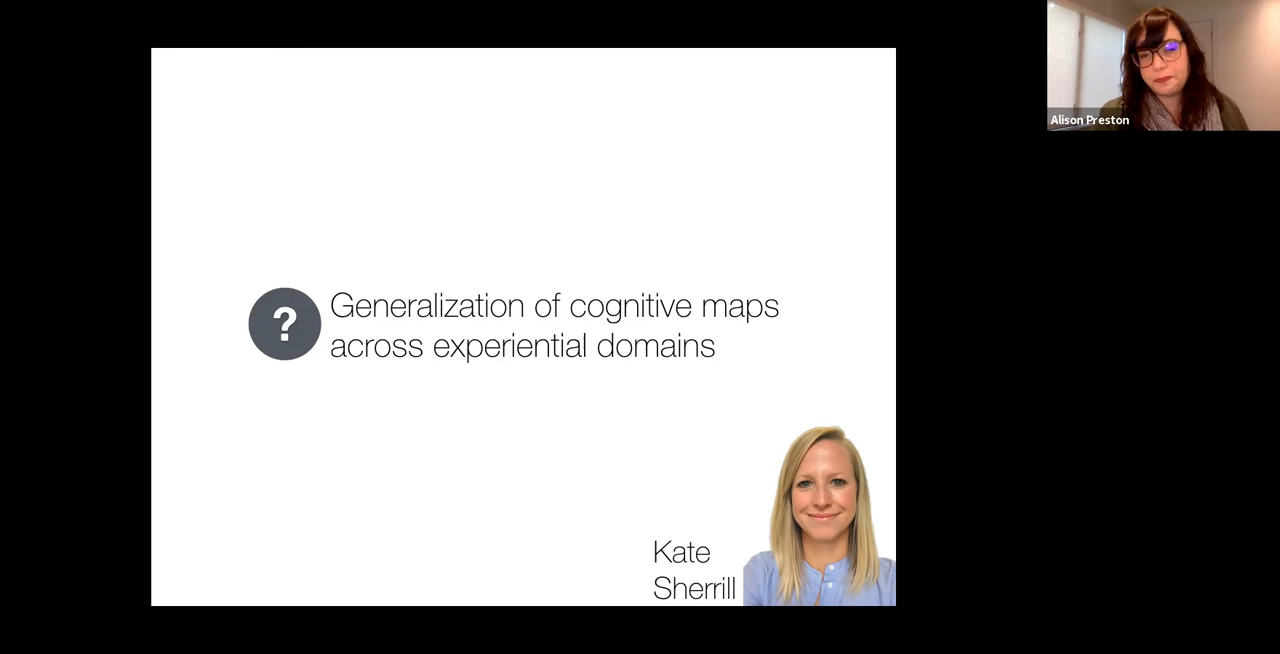 Alison Preston
?
Generalization of cognitive maps
across experiential domains
Kate
Sherrill